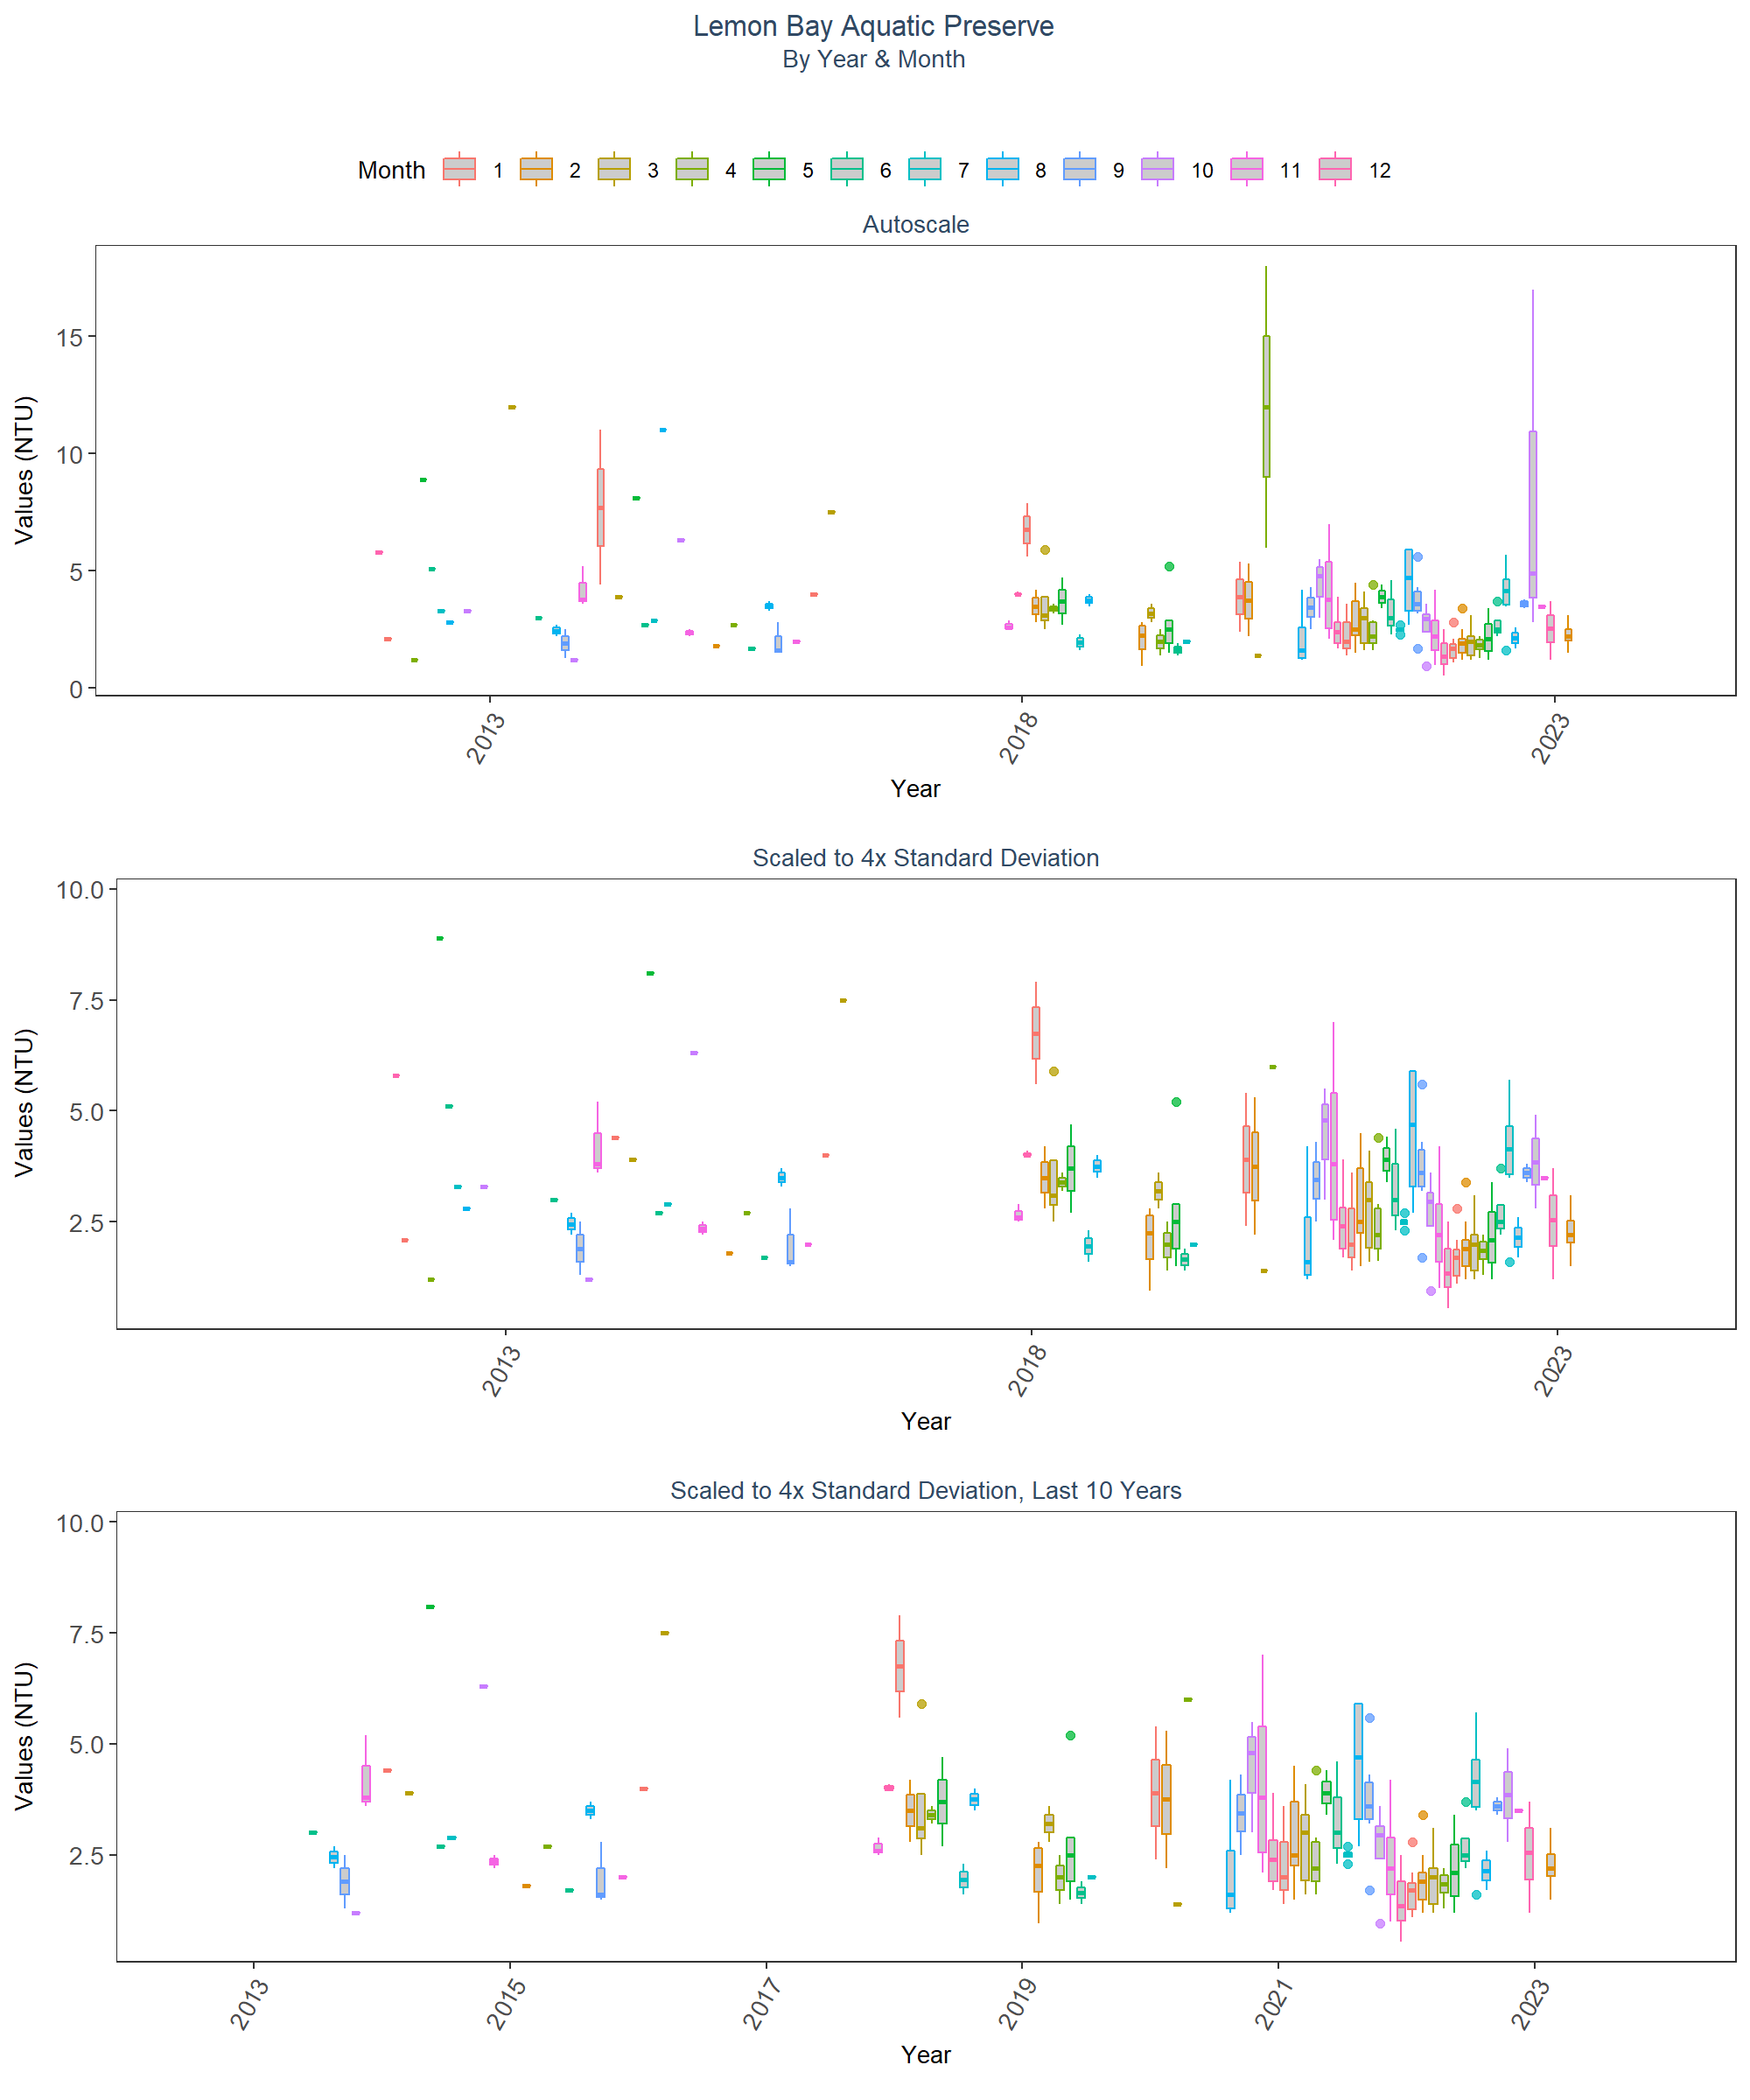 Lemon Bay Aquatic Preserve
By Year & Month
Month 1 2 3 4 5 6 7 8 9 10 11 12
Autoscale
Values (NTU)
15
10
5
0
2013 2018 2023
Year
Scaled to 4x Standard Deviation
Values (NTU)
10.0
7.5
5.0
2.5
2013 2018 2023
Year
Scaled to 4x Standard Deviation, Last 10 Years
Values (NTU)
10.0
7.5
5.0
2.5
2013 2015 2017 2019 2021 2023
Year